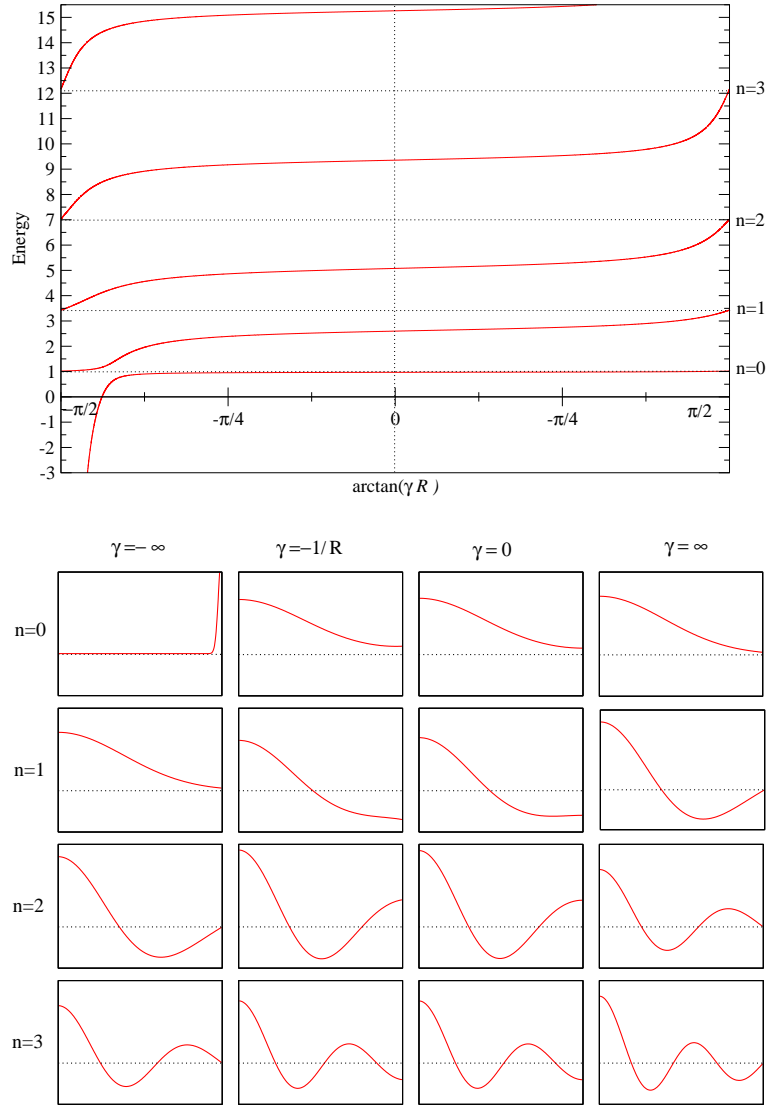 15
14
13
12
11
10
9
8
7
6
5
4
3
2
1
0
-1
-2
-3
Energy
n=3
n=2
n=1
n=0
−π/2
-π/4
0
-π/4
π/2
arctan(γ R )
γ = − ∞
γ = −1/ R
γ = 0
γ = ∞
n=0
n=1
n=2
n=3